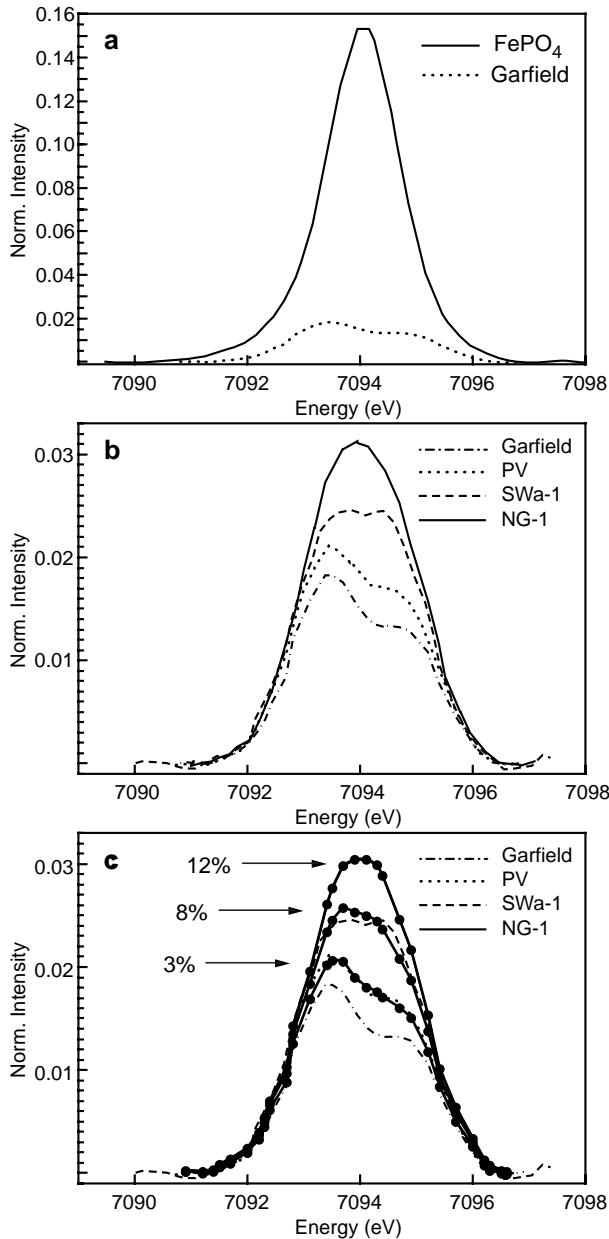 a
FePO4
Garfield
0.16
0.14
0.12
0.10
0.08
0.06
0.04
0.02
Norm. Intensity
7090 7092 7094 7096 7098
Energy (eV)
b
Garfield
PV
SWa-1
NG-1
0.03
0.02
0.01
Norm. Intensity
7090 7092 7094 7096 7098
Energy (eV)
c
Garfield
PV
SWa-1
NG-1
12%
8%
3%
0.03
0.02
0.01
Norm. Intensity
7090 7092 7094 7096 7098
Energy (eV)